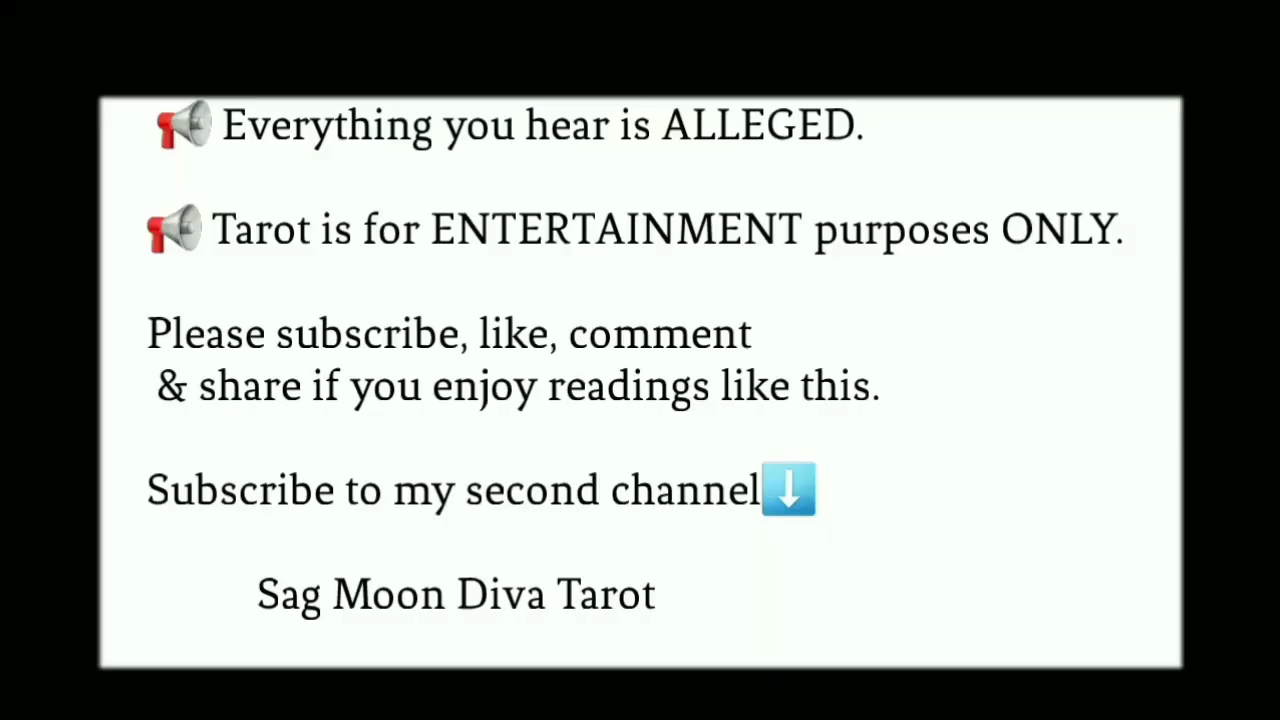 📢 Everything you hear is ALLEGED.
📢 Tarot is for ENTERTAINMENT purposes ONLY.
Please subscribe, like, comment
& share if you enjoy readings like this.
Subscribe to my second channel⬇️
Sag Moon Diva Tarot